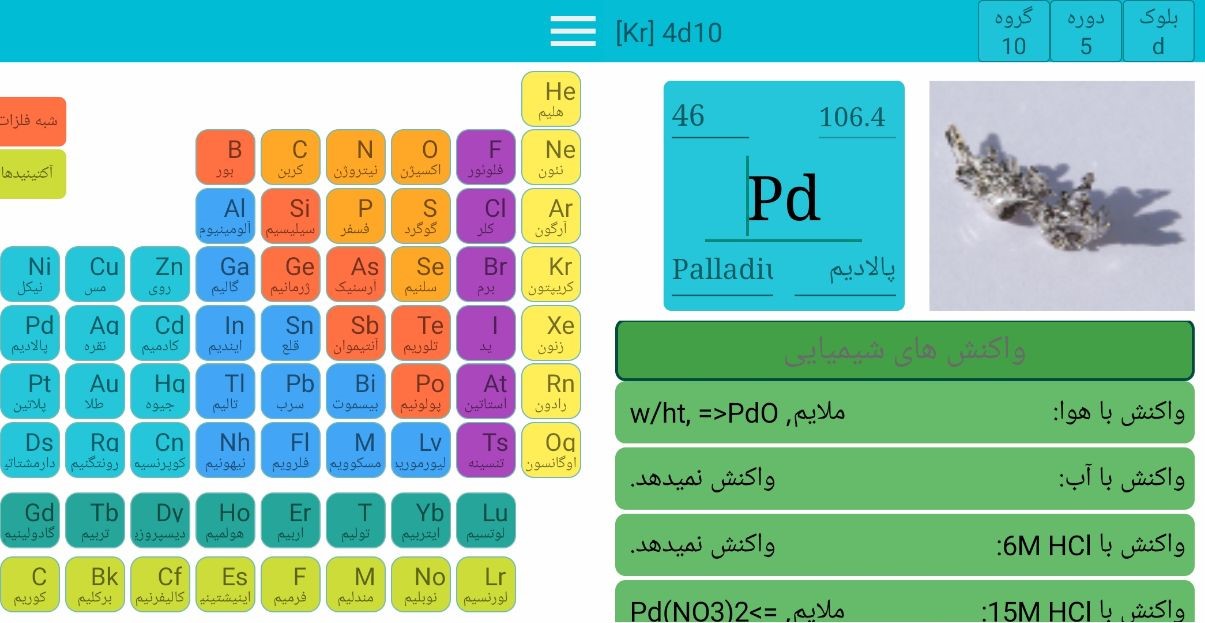 [Kr] 4d10
گروه
10
دوره
5
بلوک
d
شبه فلزات
آکتینیدها
He
هلیم
B
بور
C
کربن
N
نیتروژن
O
اکسیژن
F
فلوئور
Ne
نئون
Al
آلومینیوم
Si
سیلیسیم
P
فسفر
S
گوگرد
Cl
کلر
Ar
آرگون
Ni
نیکل
Cu
مس
Zn
روی
Ga
گالیم
Ge
ژرمانیم
As
آرسنیک
Se
سلنیم
Br
برم
Kr
کریپتون
Pd
پالادیم
Ag
نقره
Cd
کادمیم
In
ایندیم
Sn
قلع
Sb
آنتیموان
Te
تلوریم
I
ید
Xe
زنون
Pt
پلاتین
Au
طلا
Hg
جیوه
Tl
تالیم
Pb
سرب
Bi
بیسموت
Po
پولونیم
At
استاتین
Rn
رادون
Ds
دارمشتاتی
Rg
رونتگنیم
Cn
کوپرنسیم
Nh
نیهونیم
Fl
فلرویم
M
مسکوویم
Lv
لیورموریم
Ts
تنسینه
Og
اوگانسون
Gd
گادولینیم
Tb
تربیم
Dy
دیسپروزی
Ho
هولمیم
Er
اربیم
T
تولیم
Yb
ایتربیم
Lu
لوتسیم
C
کوریم
Bk
برکلیم
Cf
کالیفرنیم
Es
اینیشتینی
F
فرمیم
M
مندلیم
No
نوبلیم
Lr
لورنسیم
46
106.4
Pd
Palladiu
پالادیم
واکنش های شیمیایی
واکنش با هوا: ملایم, w/ht, =>PdO
واکنش با آب: واکنش نمیدهد.
واکنش با 6M HCl: واکنش نمیدهد.
واکنش با 15M HCl: ملایم, =>Pd(NO3)2